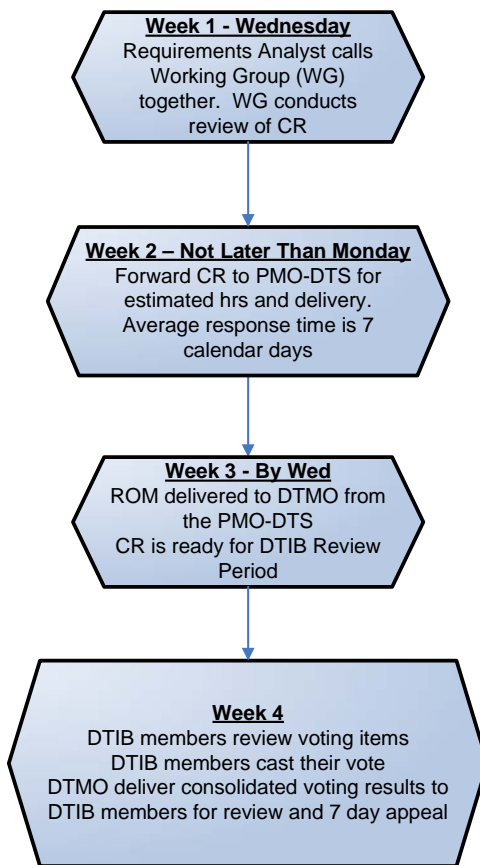 Week 1 - Wednesday
Requirements Analyst calls
Working Group (WG)
together.  WG conducts
review of CR
Week 2 – Not Later Than Monday
Forward CR to PMO-DTS for
estimated hrs and delivery.
Average response time is 7
calendar days
Week 3 - By Wed
ROM delivered to DTMO from
the PMO-DTS
CR is ready for DTIB Review
Period
Week 4
DTIB members review voting items
DTIB members cast their vote
DTMO deliver consolidated voting results to
DTIB members for review and 7 day appeal